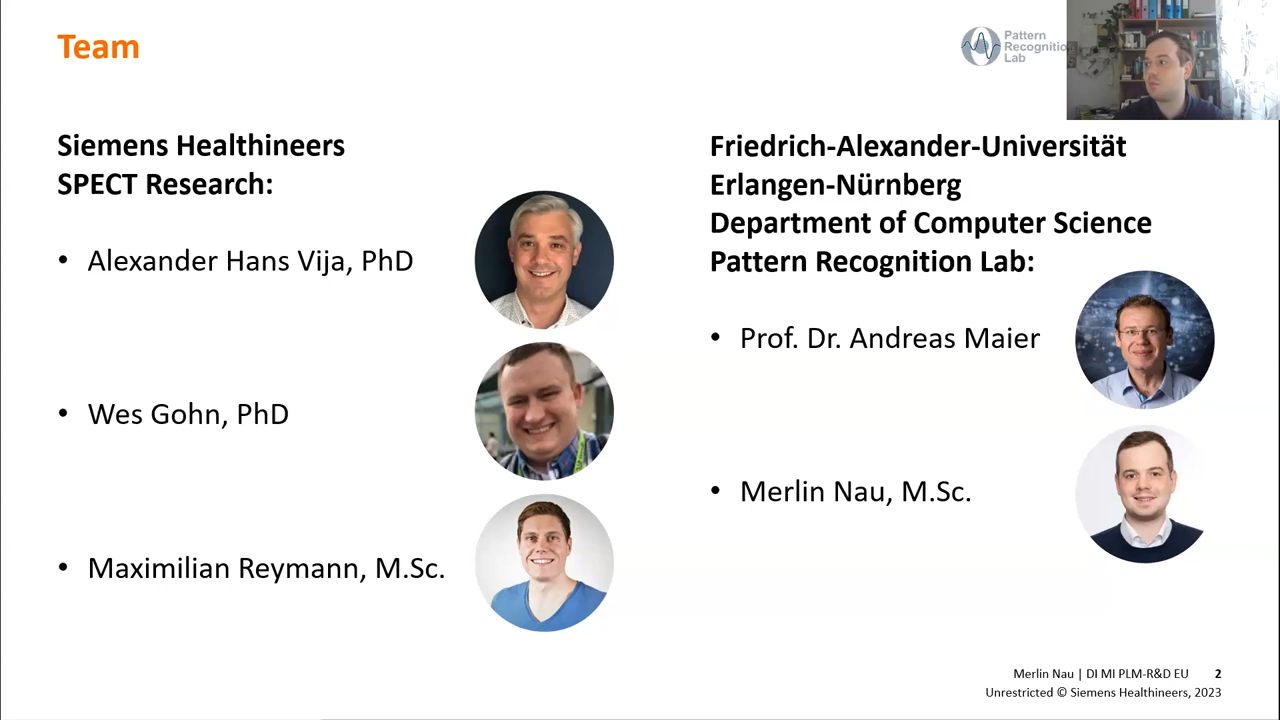 Team
Pattern
Recognition
Lab
Siemens Healthineers
SPECT Research:
• Alexander Hans Vija, PhD
• Wes Gohn, PhD
• Maximilian Reymann, M.Sc.
Friedrich-Alexander-Universität
Erlangen-Nürnberg
Department of Computer Science
Pattern Recognition Lab:
• Prof. Dr. Andreas Maier
• Merlin Nau, M.Sc.
Merlin Nau | DI MI PLM-R&D EU 2
Unrestricted © Siemens Healthineers, 2023